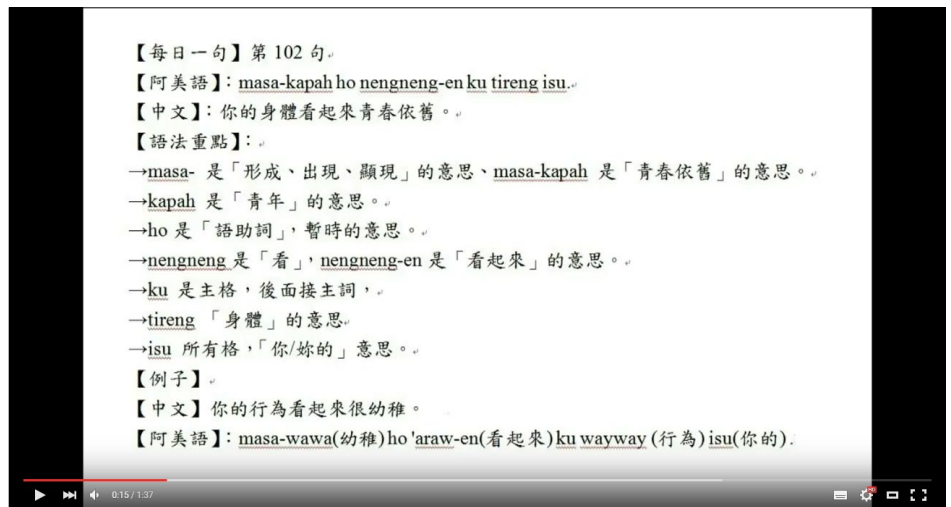 【每日一句】第 102 句
【阿美語】：masa-kapah ho nengneng-en ku tireng isu.
【中文】：你的身體看起來青春依舊。
【語法重點】：
→masa- 是「形成、出現、顯現」的意思、masa-kapah 是「青春依舊」的意思。
→kapah 是「青年」的意思。
→ho 是「語助詞」，暫時的意思。
→nengneng 是「看」，nengneng-en 是「看起來」的意思。
→ku 是主格，後面接主詞，
→tireng 「身體」的意思
→isu 所有格，「你/妳的」意思。
【例子】
【中文】你的行為看起來很幼稚。
【阿美語】：masa-wawa(幼稚)ho 'araw-en(看起來)ku wayway (行為)isu(你的).
0:15 / 1:37
HD